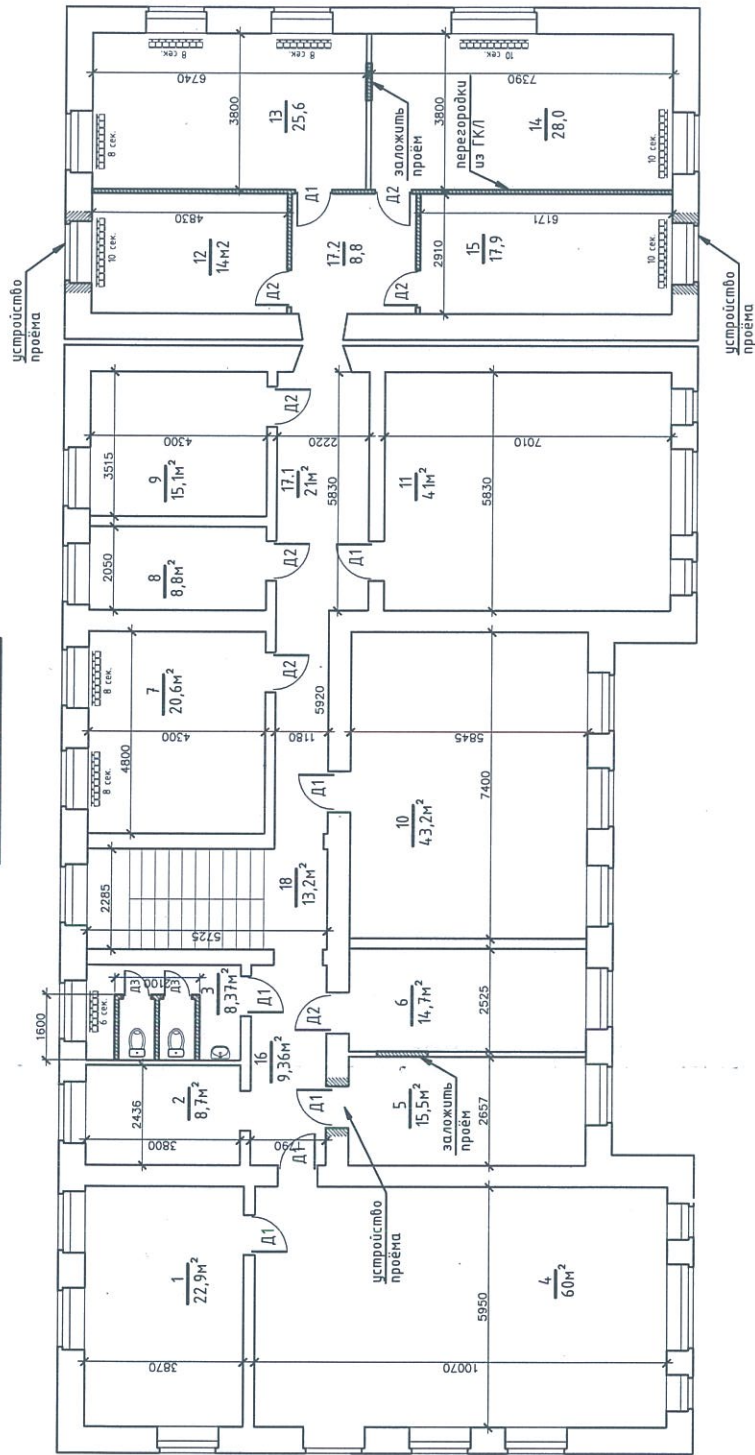 устройство
проёма
8 сек.
8 сек.
10 сек.
6740
3800
7390
3800
13
25,6
14
28,0
заложить
проём
перегородки
из ГКЛ
8 сек.
10 сек.
10 сек.
10 сек.
Д1
Д2
4830
12
14м2
17.2
8,8
2910
15
17,9
6171
Д2
Д2
устройство
проёма
4300
3515
9
15,1м²
Д2
2220
17.1
21м²
5830
7010
11
41м²
5830
2050
8
8,8м²
Д2
Д1
8 сек.
8 сек.
7
20,6м²
4300
4800
Д2
5920
1180
Д1
5845
7400
10
43,2м²
2285
5725
18
13,2м²
6 сек.
1600
2100
Д3
Д3
3
8,37м²
Д1
Д2
6
14,7м²
2525
16
9,36м²
2436
2
8,7м²
3800
1790
Д1
Д1
5
15,5м²
2657
заложить
проём
устройство
проёма
1
22,9м²
3870
Д1
5950
10070
4
60м²